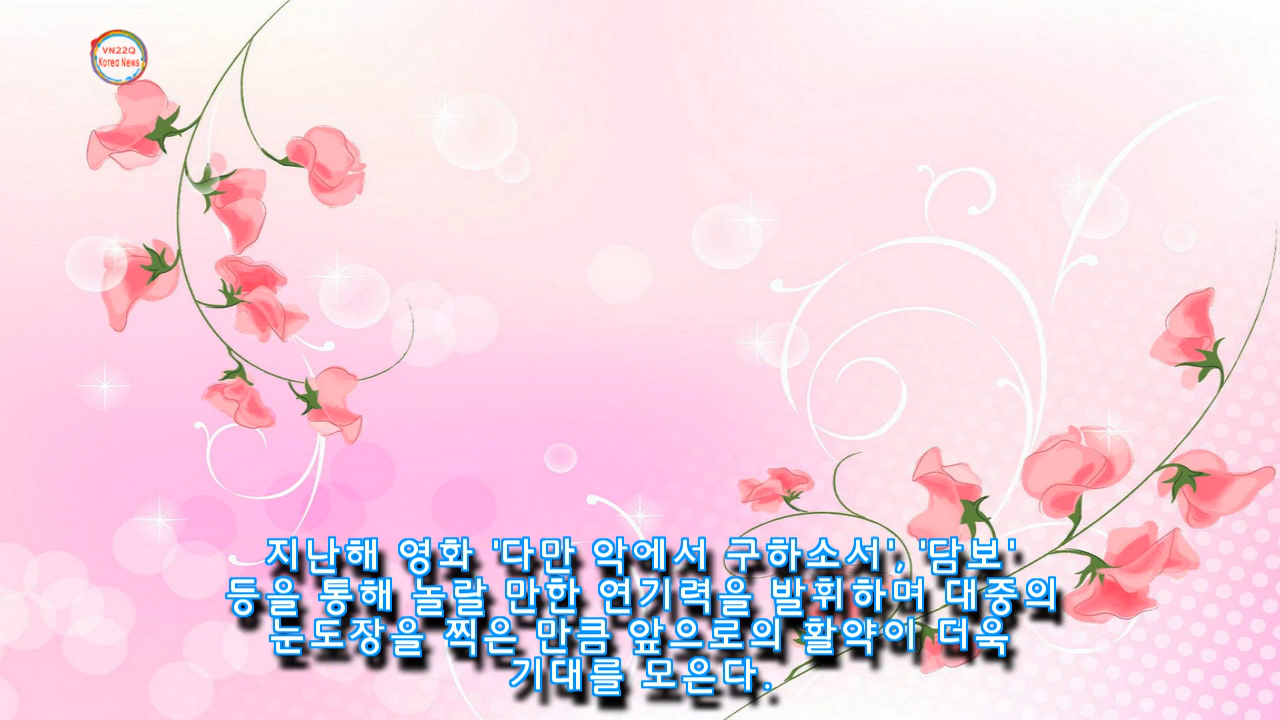 VN22Q
Korea News
지난해 영화 '다만 악에서 구하소서', '담보'
등을 통해 놀랄 만한 연기력을 발휘하며 대중의
눈도장을 찍은 만큼 앞으로의 활약이 더욱
기대를 모은다.